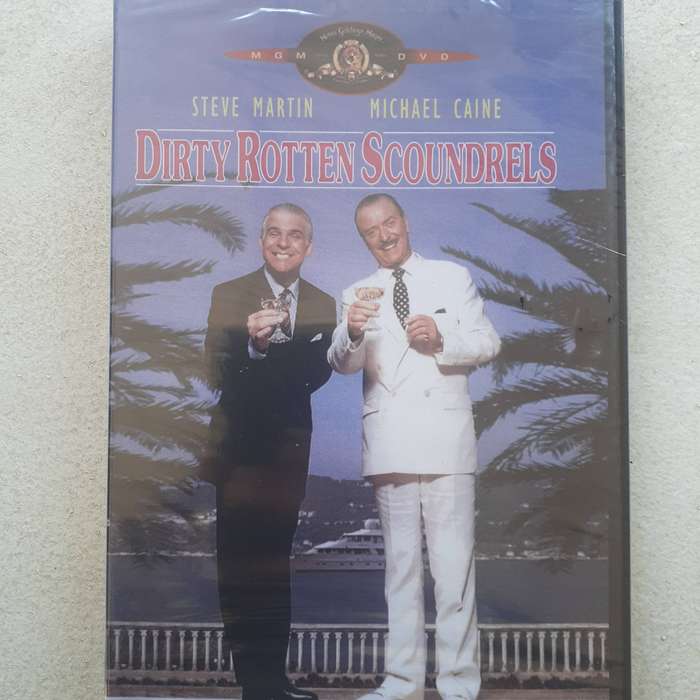 MGM DVD
STEVE MARTIN MICHAEL CAINE
DIRTY ROTTEN SCOUNDRELS